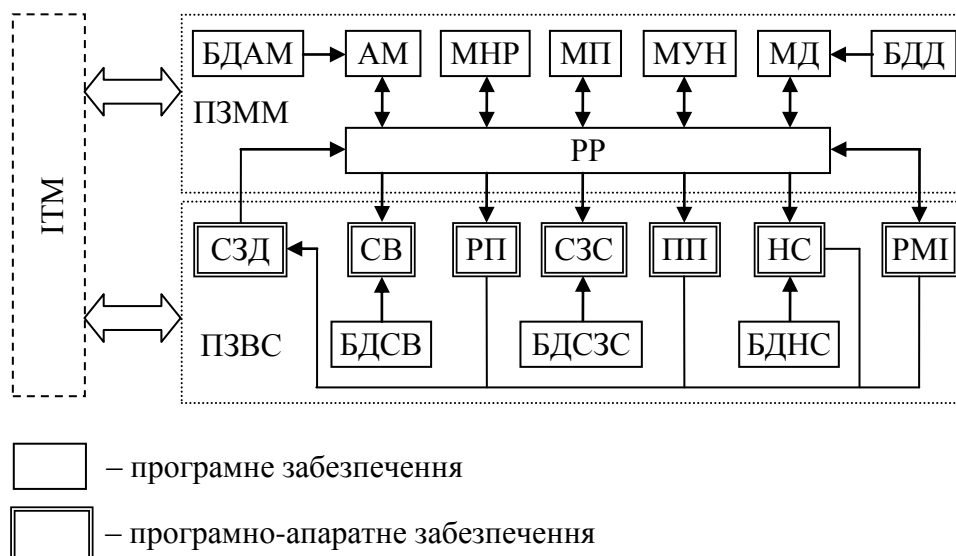 БДАМ
АМ
МНР
МП
МУН
МД
БДД
ПЗММ
РР
ІТМ
СЗД
СВ
РП
СЗС
ПП
НС
РМІ
ПЗВС
БДСВ
БДСЗС
БДНС
– програмне забезпечення
– програмно-апаратне забезпечення